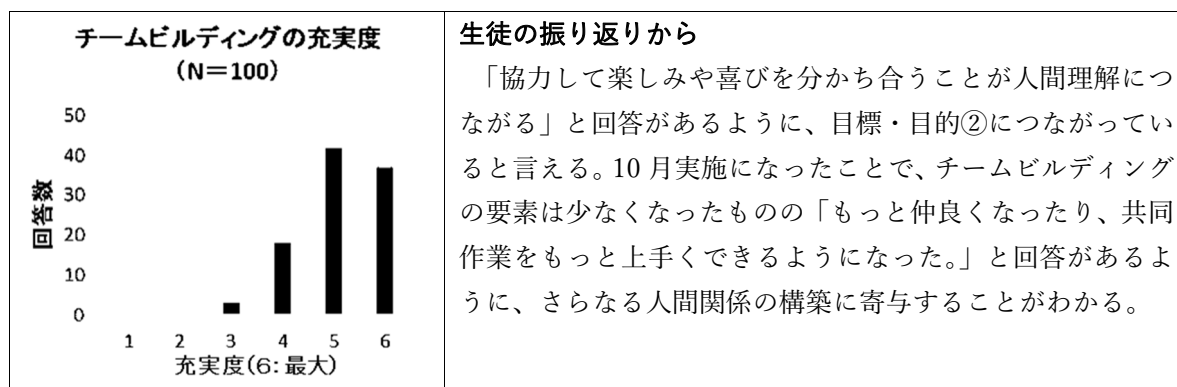 チームビルディングの充実度
(N=100)
50
40
30
20
10
0
回答数
1 2 3 4 5 6
充実度(6:最大)
生徒の振り返りから
「協力して楽しみや喜びを分かち合うことが人間理解につ
ながる」と回答があるように、目標・目的②につながってい
ると言える。10 月実施になったことで、チームビルディング
の要素は少なくなったものの「もっと仲良くなったり、共同
作業をもっと上手くできるようになった。」と回答があるよ
うに、さらなる人間関係の構築に寄与することがわかる。